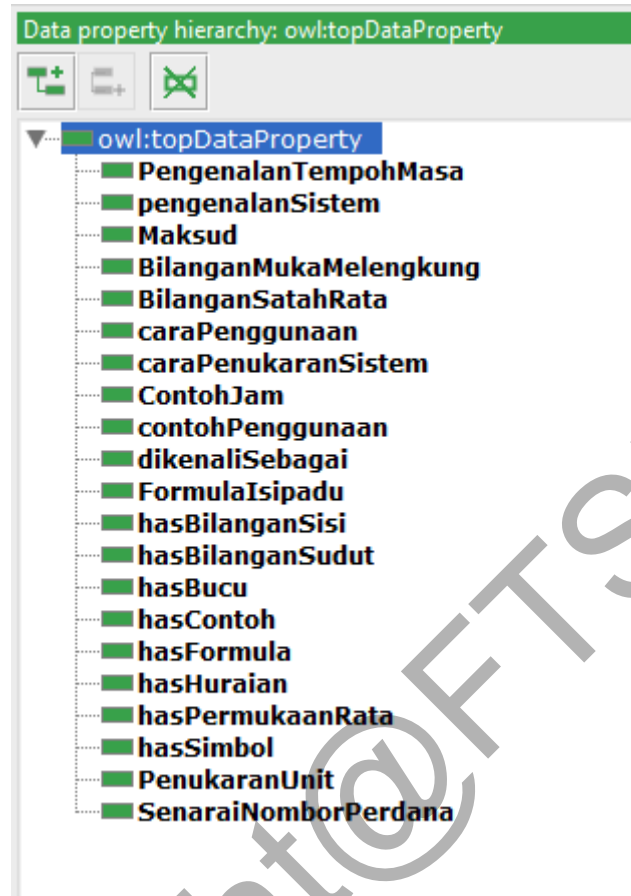 Data property hierarchy: owl:topDataProperty
owl:topDataProperty
PengenalanTempohMasa
pengenalanSistem
Maksud
BilanganMukaMelengkung
BilanganSatahRata
caraPenggunaan
caraPenukaranSistem
ContohJam
contohPenggunaan
dikenaliSebagai
FormulaIsipadu
hasBilanganSisi
hasBilanganSudut
hasBucu
hasContoh
hasFormula
hasHuraian
hasPermukaanRata
hasSimbol
PenukaranUnit
SenaraiNomborPerdana